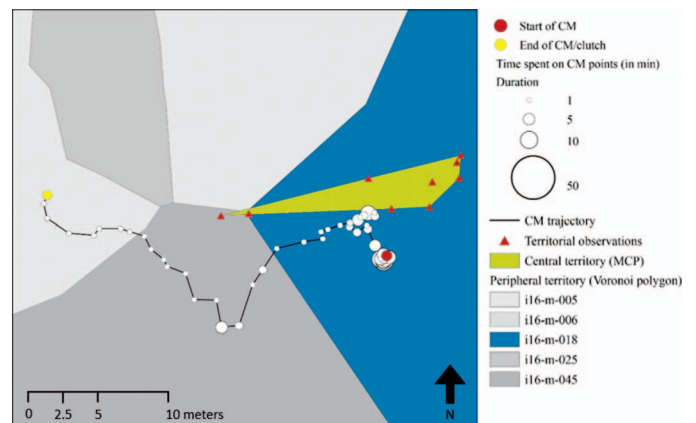 Start of CM
End of CM/clutch
Time spent on CM points (in min)
Duration
1
5
10
50
CM trajectory
Territorial observations
Central territory (MCP)
Peripheral territory (Voronoi polygon)
i16-m-005
i16-m-006
i16-m-018
i16-m-025
i16-m-045
0 2.5 5 10 meters
N